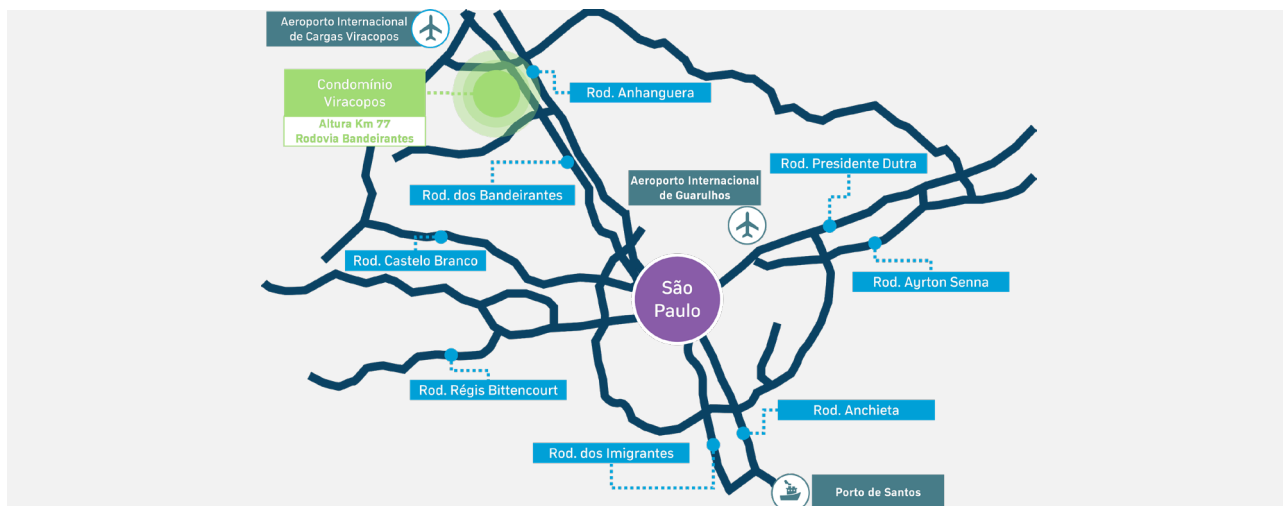 Aeroporto Internacional
de Cargas Viracopos
Condomínio
Viracopos
Altura Km 77
Rodovia Bandeirantes
Rod. Anhanguera
Rod. dos Bandeirantes
Aeroporto Internacional
de Guarulhos
Rod. Presidente Dutra
Rod. Castelo Branco
Rod. Ayrton Senna
São
Paulo
Rod. Régis Bittencourt
Rod. Anchieta
Rod. dos Imigrantes
Porto de Santos